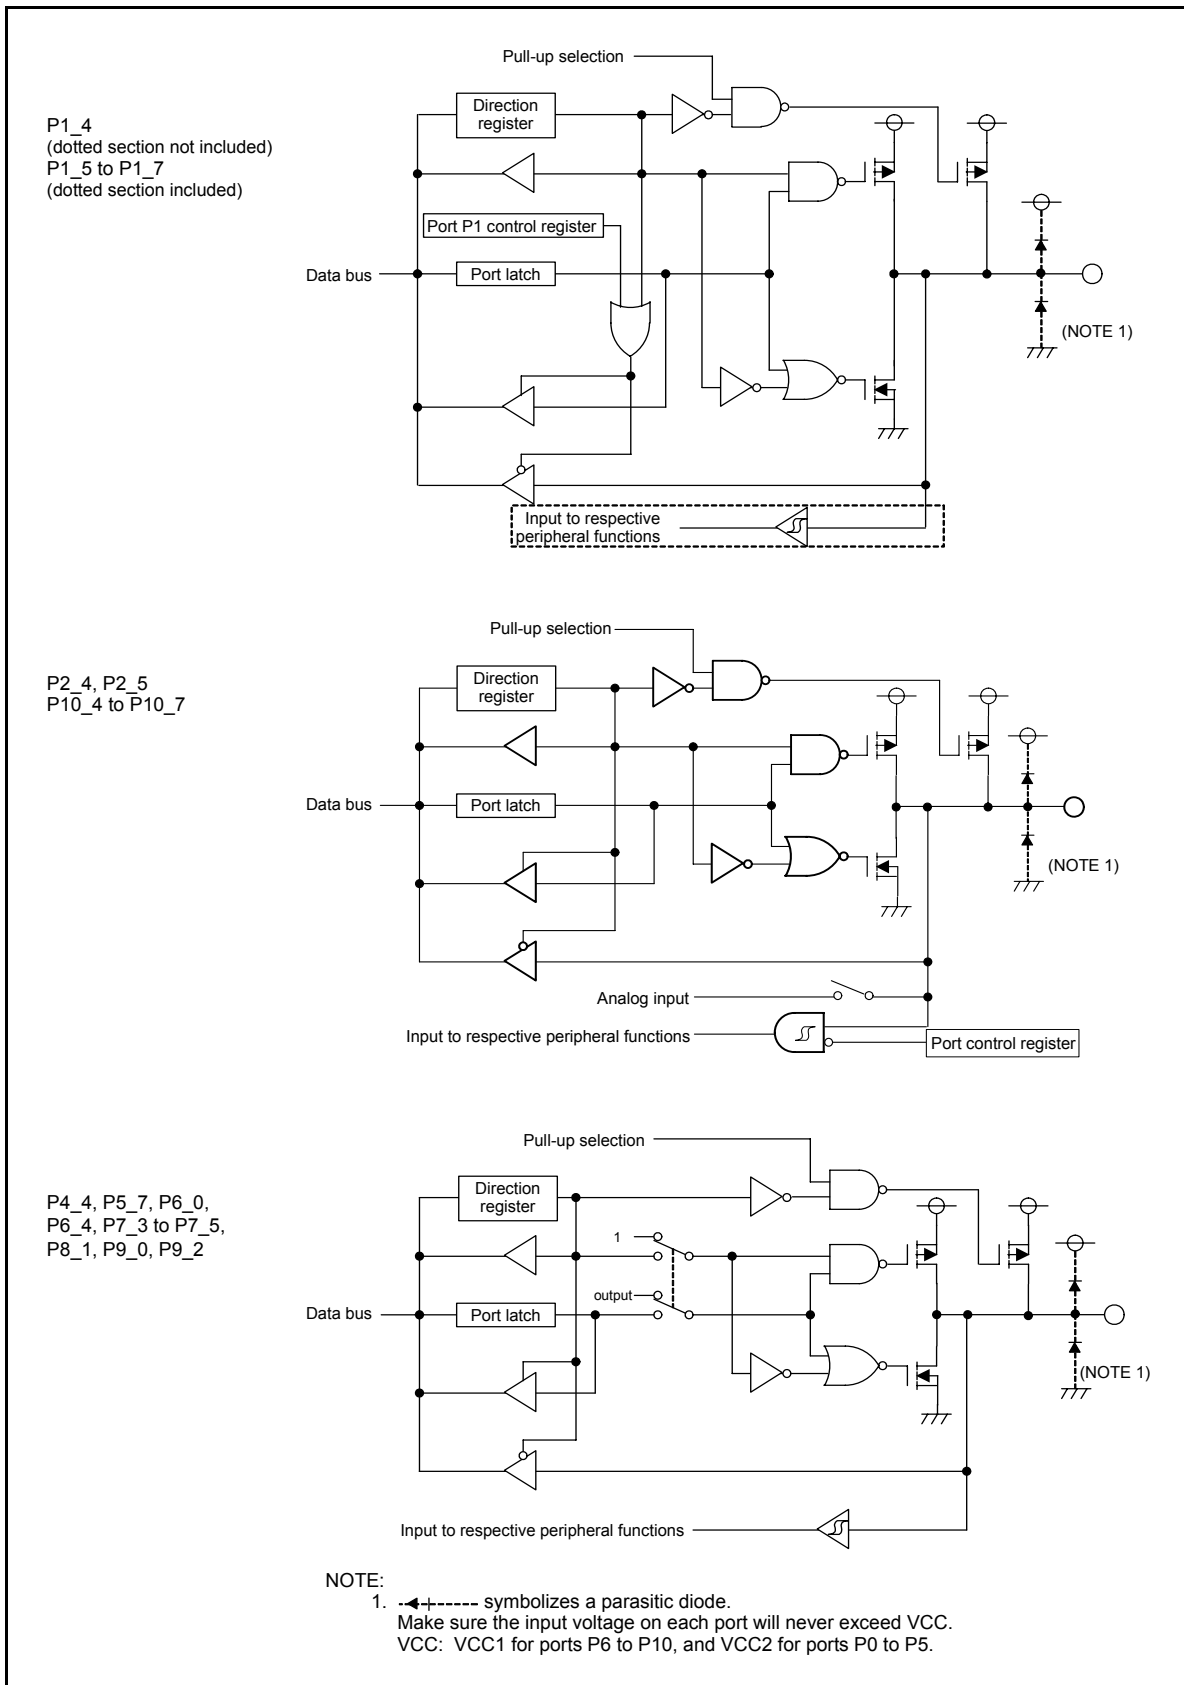 Pull-up selection
Direction
register
P1_4
(dotted section not included)
P1_5 to P1_7
(dotted section included)
Port P1 control register
Data bus
Port latch
(NOTE 1)
Input to respective
peripheral functions
Pull-up selection
Direction
register
P2_4, P2_5
P10_4 to P10_7
Data bus
Port latch
(NOTE 1)
Analog input
Input to respective peripheral functions
Port control register
Pull-up selection
Direction
register
P4_4, P5_7, P6_0,
P6_4, P7_3 to P7_5,
P8_1, P9_0, P9_2
1
output
Data bus
Port latch
(NOTE 1)
Input to respective peripheral functions
NOTE:
1. symbolizes a parasitic diode.
Make sure the input voltage on each port will never exceed VCC.
VCC: VCC1 for ports P6 to P10, and VCC2 for ports P0 to P5.